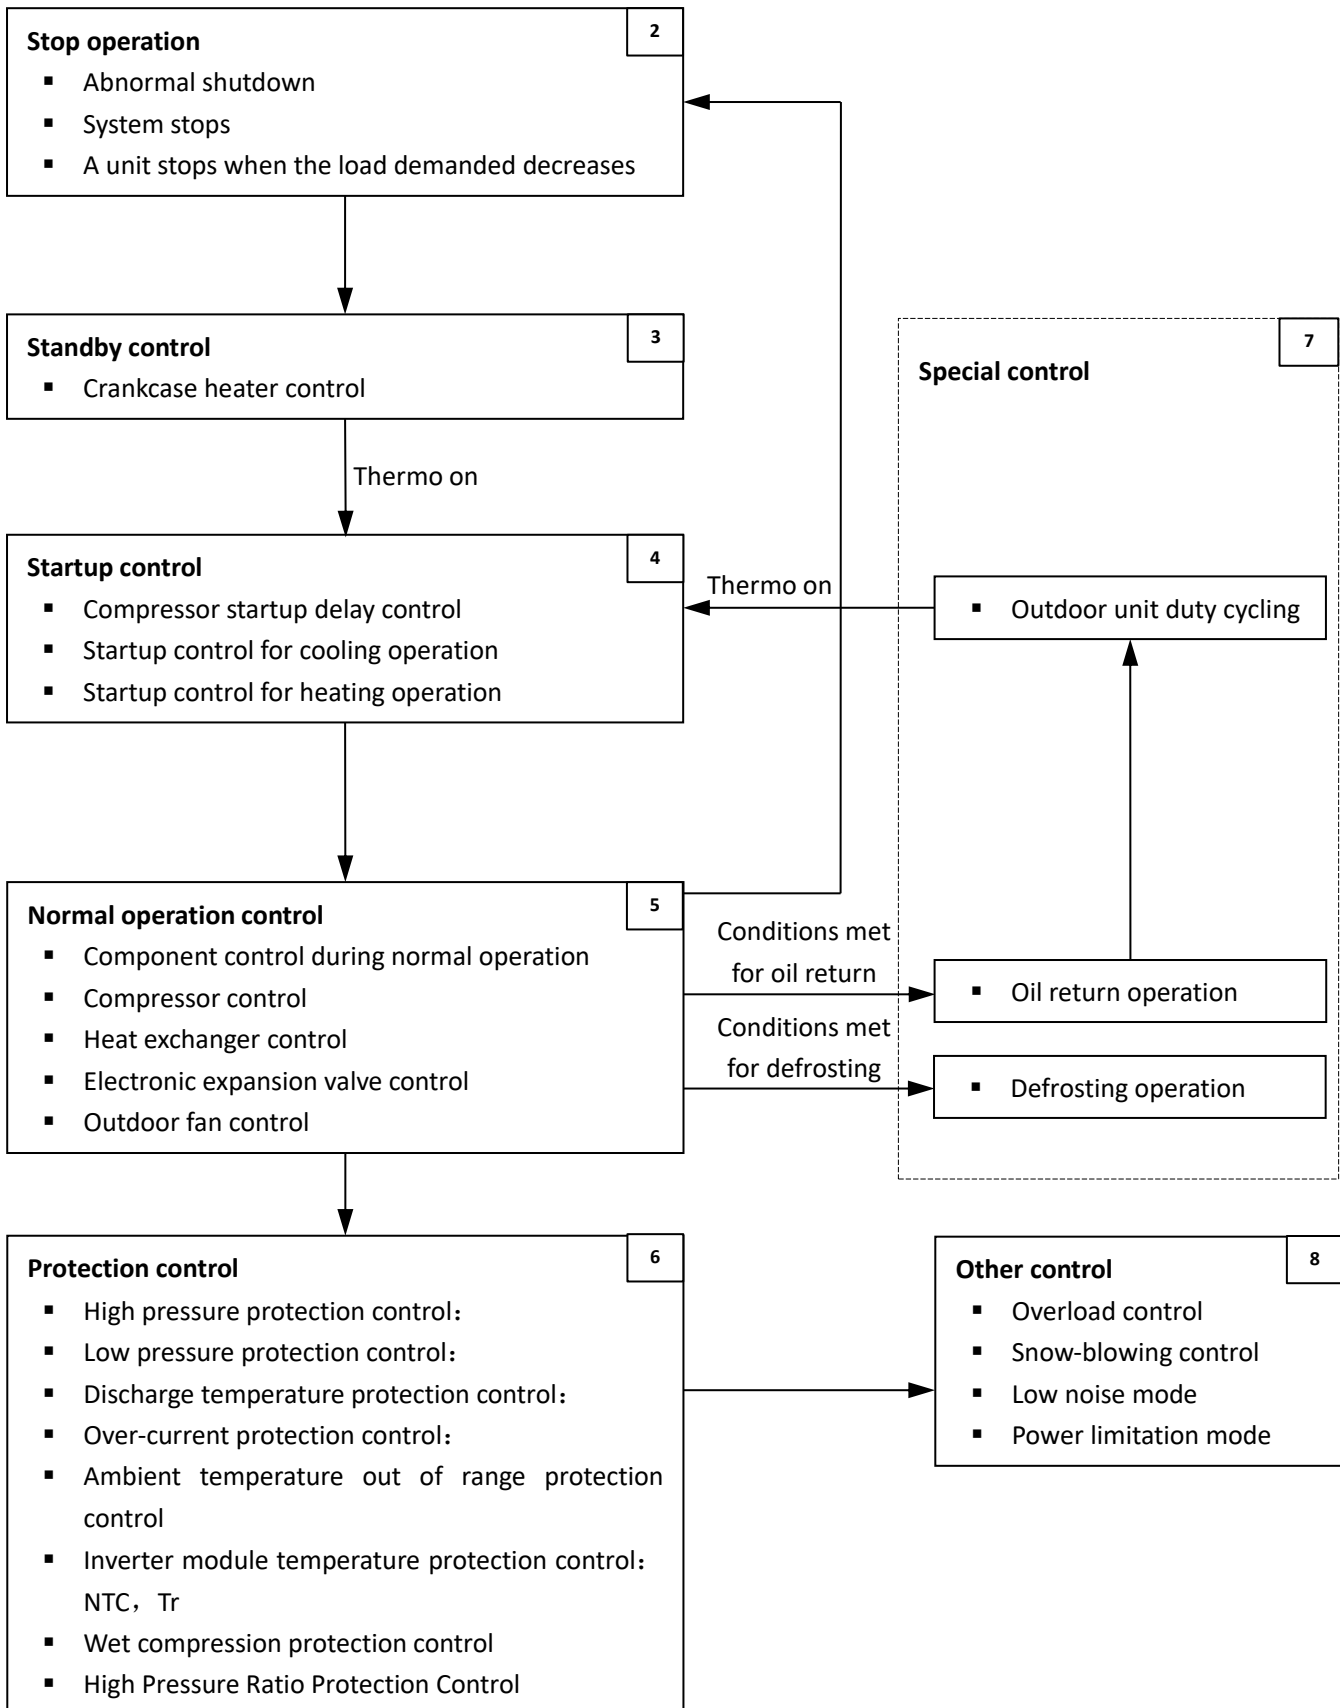 Stop operation
2
▪ Abnormal shutdown
▪ System stops
▪ A unit stops when the load demanded decreases
Standby control
3
▪ Crankcase heater control
Thermo on
Startup control
4
▪ Compressor startup delay control
▪ Startup control for cooling operation
▪ Startup control for heating operation
Normal operation control
5
▪ Component control during normal operation
▪ Compressor control
▪ Heat exchanger control
▪ Electronic expansion valve control
▪ Outdoor fan control
Conditions met
for oil return
Conditions met
for defrosting
Special control
7
Thermo on
▪ Outdoor unit duty cycling
▪ Oil return operation
▪ Defrosting operation
Protection control
6
▪ High pressure protection control：
▪ Low pressure protection control：
▪ Discharge temperature protection control：
▪ Over-current protection control：
▪ Ambient temperature out of range protection
control
▪ Inverter module temperature protection control：
NTC，Tr
▪ Wet compression protection control
▪ High Pressure Ratio Protection Control
Other control
8
▪ Overload control
▪ Snow-blowing control
▪ Low noise mode
▪ Power limitation mode